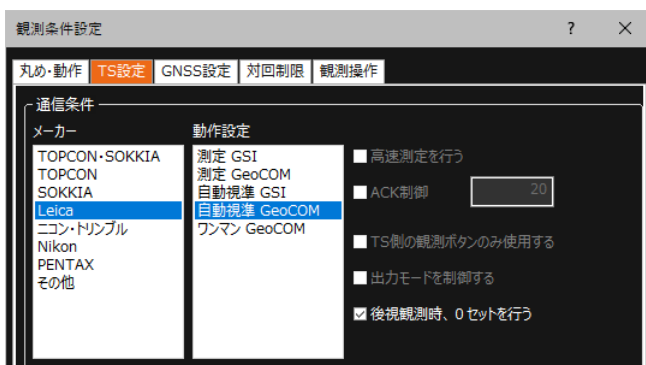 観測条件設定 ? ×
丸め・動作 TS設定 GNSS設定 対回制限 観測操作
通信条件
メーカー
TOPCON・SOKKIA
TOPCON
SOKKIA
Leica
ニコン・トリンブル
Nikon
PENTAX
その他
動作設定
測定 GSI
測定 GeoCOM
自動視準 GSI
自動視準 GeoCOM
ワンマン GeoCOM
高速測定を行う
ACK制御 20
TS側の観測ボタンのみ使用する
出力モードを制御する
後視観測時、0セットを行う